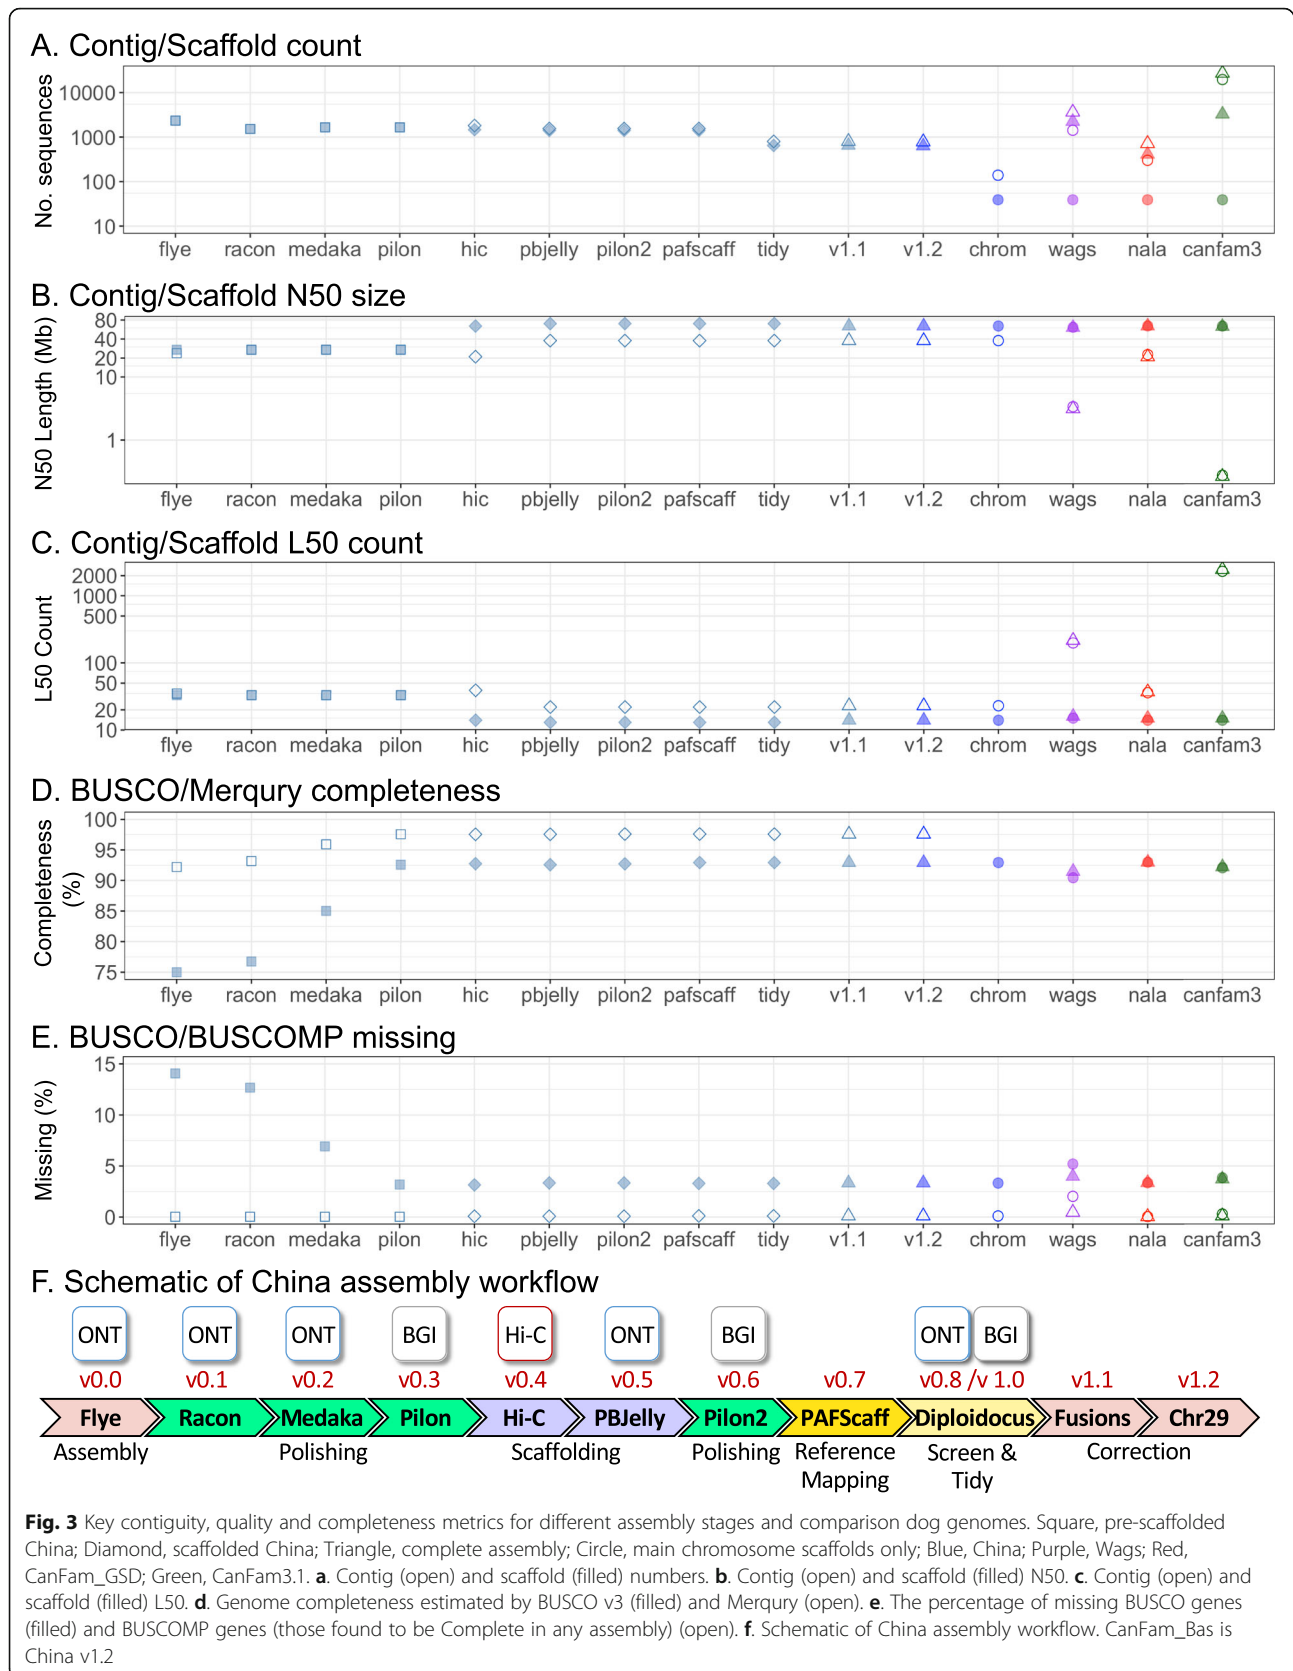 A. Contig/Scaffold count
No. sequences
10000
1000
100
10
flye racon medaka pilon hic pbjelly pilon2 pafscaff tidy v1.1 v1.2 chrom wags nala canfam3
B. Contig/Scaffold N50 size
N50 Length (Mb)
80
40
20
10
1
flye racon medaka pilon hic pbjelly pilon2 pafscaff tidy v1.1 v1.2 chrom wags nala canfam3
C. Contig/Scaffold L50 count
L50 Count
2000
1000
500
100
50
20
10
flye racon medaka pilon hic pbjelly pilon2 pafscaff tidy v1.1 v1.2 chrom wags nala canfam3
D. BUSCO/Merqury completeness
Completeness
(%)
100
95
90
85
80
75
flye racon medaka pilon hic pbjelly pilon2 pafscaff tidy v1.1 v1.2 chrom wags nala canfam3
E. BUSCO/BUSCOMP missing
Missing (%)
15
10
5
0
flye racon medaka pilon hic pbjelly pilon2 pafscaff tidy v1.1 v1.2 chrom wags nala canfam3
F. Schematic of China assembly workflow
ONT ONT ONT BGI Hi-C ONT BGI ONT BGI
v0.0 v0.1 v0.2 v0.3 v0.4 v0.5 v0.6 v0.7 v0.8 /v 1.0 v1.1 v1.2
Flye Racon Medaka Pilon Hi-C PBJelly Pilon2 PAFScaff Diploidocus Fusions Chr29
Assembly Polishing Scaffolding Polishing Reference Screen & Correction
Mapping Tidy
Fig. 3 Key contiguity, quality and completeness metrics for different assembly stages and comparison dog genomes. Square, pre-scaffolded
China; Diamond, scaffolded China; Triangle, complete assembly; Circle, main chromosome scaffolds only; Blue, China; Purple, Wags; Red,
CanFam_GSD; Green, CanFam3.1. a. Contig (open) and scaffold (filled) numbers. b. Contig (open) and scaffold (filled) N50. c. Contig (open) and
scaffold (filled) L50. d. Genome completeness estimated by BUSCO v3 (filled) and Merqury (open). e. The percentage of missing BUSCO genes
(filled) and BUSCOMP genes (those found to be Complete in any assembly) (open). f. Schematic of China assembly workflow. CanFam_Bas is
China v1.2